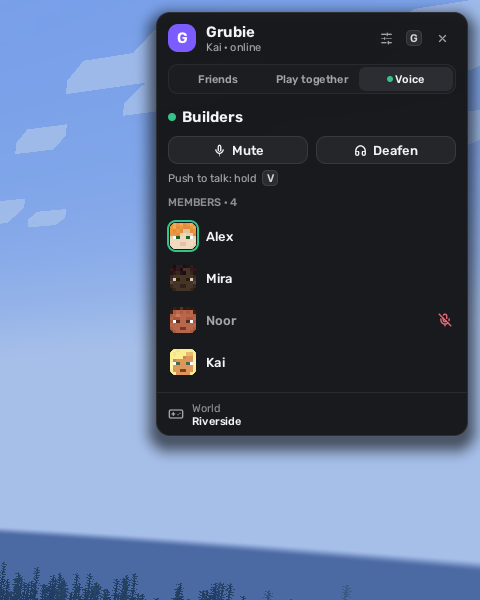 G
Grubie
Kai • online
G
Friends
Play together
Voice
Builders
Mute
Deafen
Push to talk: hold V
MEMBERS • 4
Alex
Mira
Noor
Kai
World
Riverside